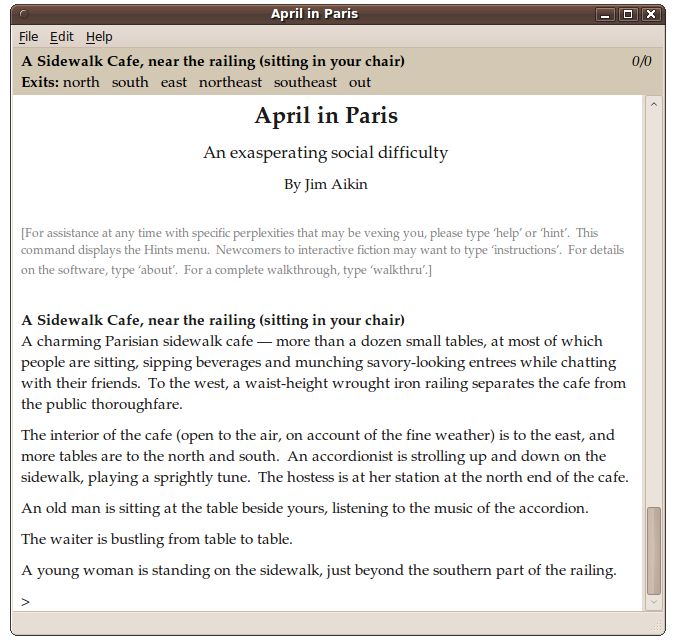 April in Paris
File Edit Help
A Sidewalk Cafe, near the railing (sitting in your chair) 0/0
Exits: north south east northeast southeast out
April in Paris
An exasperating social difficulty
By Jim Aikin
[For assistance at any time with specific perplexities that may be vexing you, please type ‘help’ or ‘hint’. This
command displays the Hints menu. Newcomers to interactive fiction may want to type ‘instructions’. For details
on the software, type ‘about’. For a complete walkthrough, type ‘walkthru’.]
A Sidewalk Cafe, near the railing (sitting in your chair)
A charming Parisian sidewalk cafe — more than a dozen small tables, at most of which
people are sitting, sipping beverages and munching savory-looking entrees while chatting
with their friends. To the west, a waist-height wrought iron railing separates the cafe from
the public thoroughfare.
The interior of the cafe (open to the air, on account of the fine weather) is to the east, and
more tables are to the north and south. An accordionist is strolling up and down on the
sidewalk, playing a sprightly tune. The hostess is at her station at the north end of the cafe.
An old man is sitting at the table beside yours, listening to the music of the accordion.
The waiter is bustling from table to table.
A young woman is standing on the sidewalk, just beyond the southern part of the railing.
>